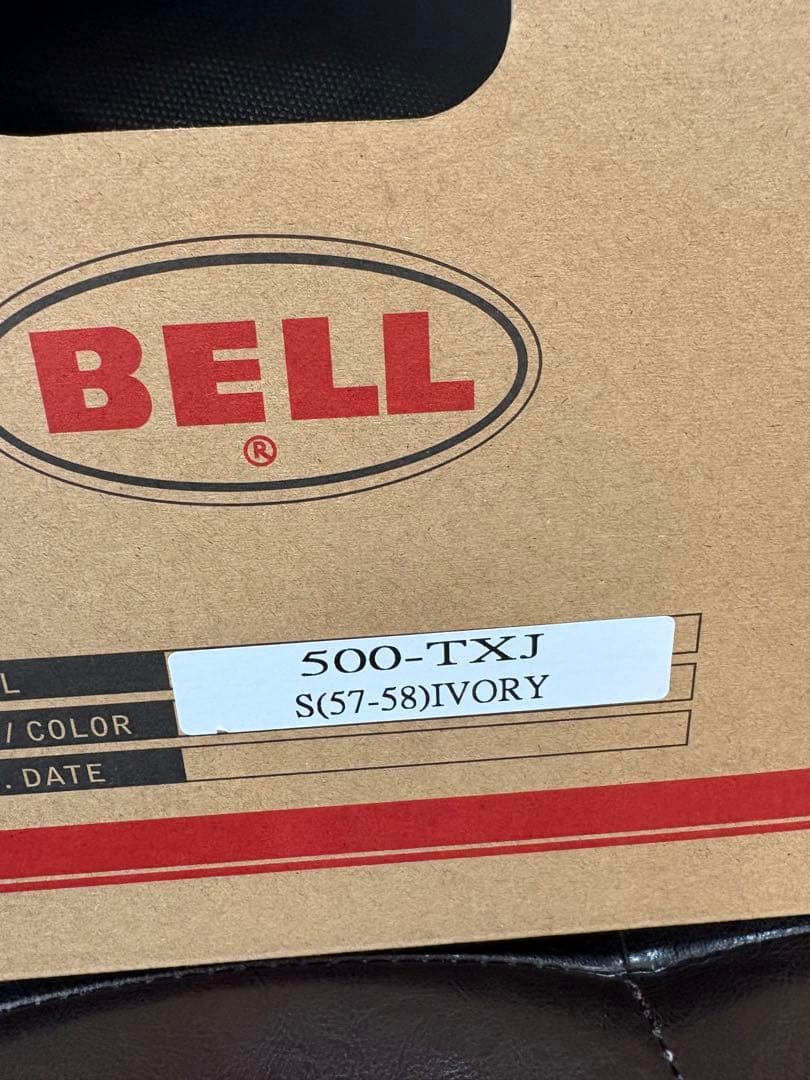 BELL
®
500-TXJ
S(57-58)IVORY
L
/ COLOR
. DATE